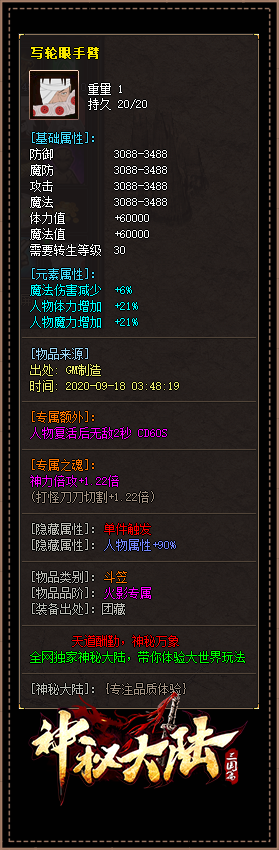 写轮眼手臂
重量 1
持久 20/20
[基础属性]:
防御 3088-3488
魔防 3088-3488
攻击 3088-3488
魔法 3088-3488
体力值 +60000
魔法值 +60000
需要转生等级 30
[元素属性]:
魔法伤害减少 +6%
人物体力增加 +21%
人物魔力增加 +21%
[物品来源]
出处: GM制造
时间: 2020-09-18 03:48:19
[专属额外]:
人物复活后无敌2秒 CD60S
[专属之魂]:
神力倍攻+1.22倍
(打怪刀刀切割+1.22倍)
[隐藏属性]: 单件触发
[隐藏属性]: 人物属性+90%
[物品类别]: 斗笠
[物品品阶]: 火影专属
[装备出处]: 团藏
神秘万象
全网独家神秘大陆，带你体验大世界玩法
[神秘大陆]: {专注品质体验}
神秘大陆
三国篇